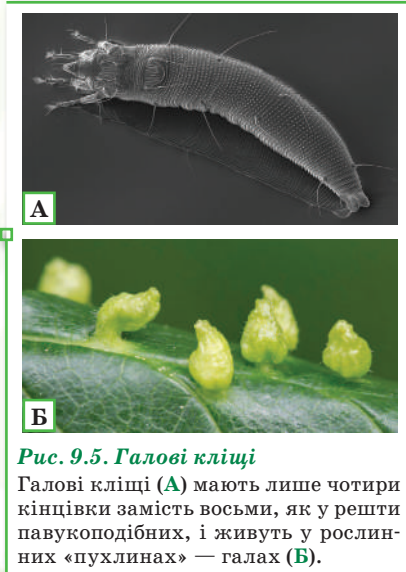 А
Б
Рис. 9.5. Галові кліщі
Галові кліщі (А) мають лише чотири
кінцівки замість восьми, як у решти
павукоподібних, і живуть у рослин-
них «пухлинах» — галах (Б).